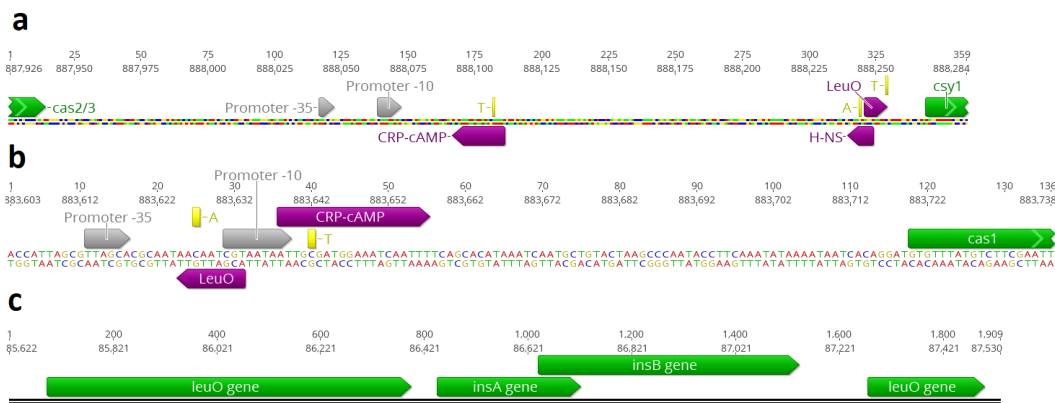 a
1 25 50 75 100 125 150 175 200 225 250 275 300 325 359
887,926 887,950 887,975 888,000 888,025 888,050 888,075 888,100 888,125 888,150 888,175 888,200 888,225 888,250 888,284
Promoter -10 LeuO T csy1
cas2/3 Promoter -35 T A
CRP-cAMP H-NS
b
Promoter -10
1 10 20 30 40 50 60 70 80 90 100 110 120 130 136
883,603 883,612 883,622 883,632 883,642 883,652 883,662 883,672 883,682 883,692 883,702 883,712 883,722 883,738
Promoter -35 A CRP-cAMP
T cas1
ACCATTAGCGTTAGCACGCAATAACAATCGTAATAATTGCGATGGAAATCAATTTTCAGCACATAAATCAATGCTGTACTAAGCCCAATACCTTCAAATATAAAATAATCACAGGATGTGTTTATGTCTTCGAATT
TGGTAATCGCAATCGTGCGTTATTGTTAGCATTATTAACGCTACCTTTAGTTAAAAGTCGTGTATTTAGTTACGACATGATTCGGGTTATGGAAGTTTATATTTTATTAGTGTCCTACACAAATACAGAAGCTTAA
LeuO
c
1 200 400 600 800 1,000 1,200 1,400 1,600 1,800 1,909
85,622 85,821 86,021 86,221 86,421 86,621 86,821 87,021 87,221 87,421 87,530
insB gene
leuO gene insA gene leuO gene